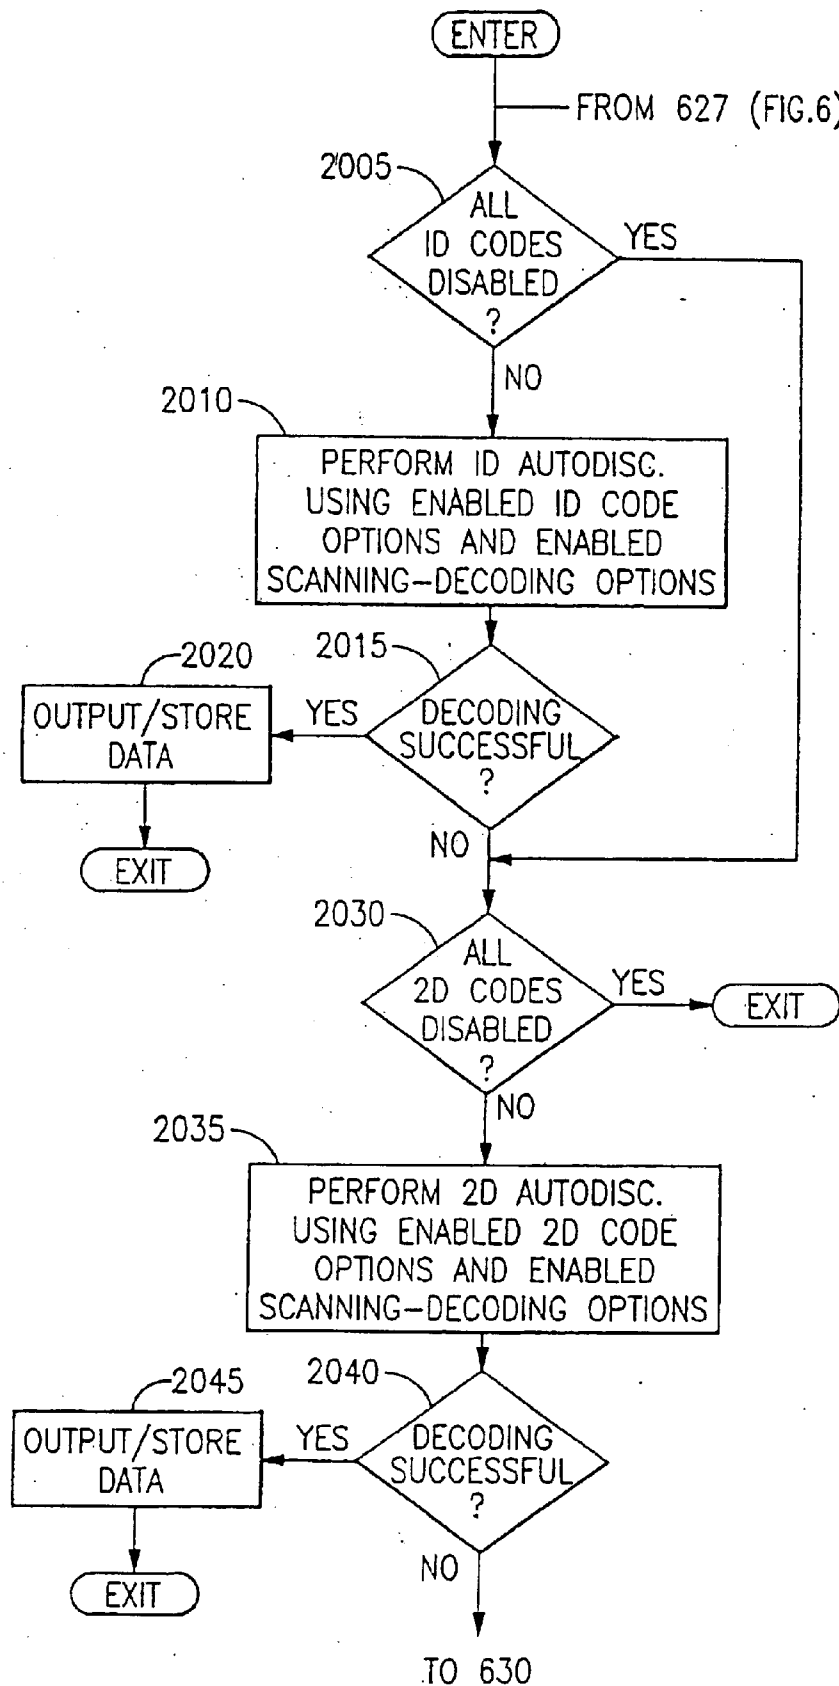 ENTER
FROM 627 (FIG.6)
2005
ALL
1D CODES
DISABLED
?
YES
NO
2010
PERFORM 1D AUTODISC.
USING ENABLED 1D CODE
OPTIONS AND ENABLED
SCANNING-DECODING OPTIONS
2015
DECODING
SUCCESSFUL
?
YES
2020
OUTPUT/STORE
DATA
EXIT
NO
2030
ALL
2D CODES
DISABLED
?
YES
EXIT
NO
2035
PERFORM 2D AUTODISC.
USING ENABLED 2D CODE
OPTIONS AND ENABLED
SCANNING-DECODING OPTIONS
2040
DECODING
SUCCESSFUL
?
YES
2045
OUTPUT/STORE
DATA
EXIT
NO
TO 630